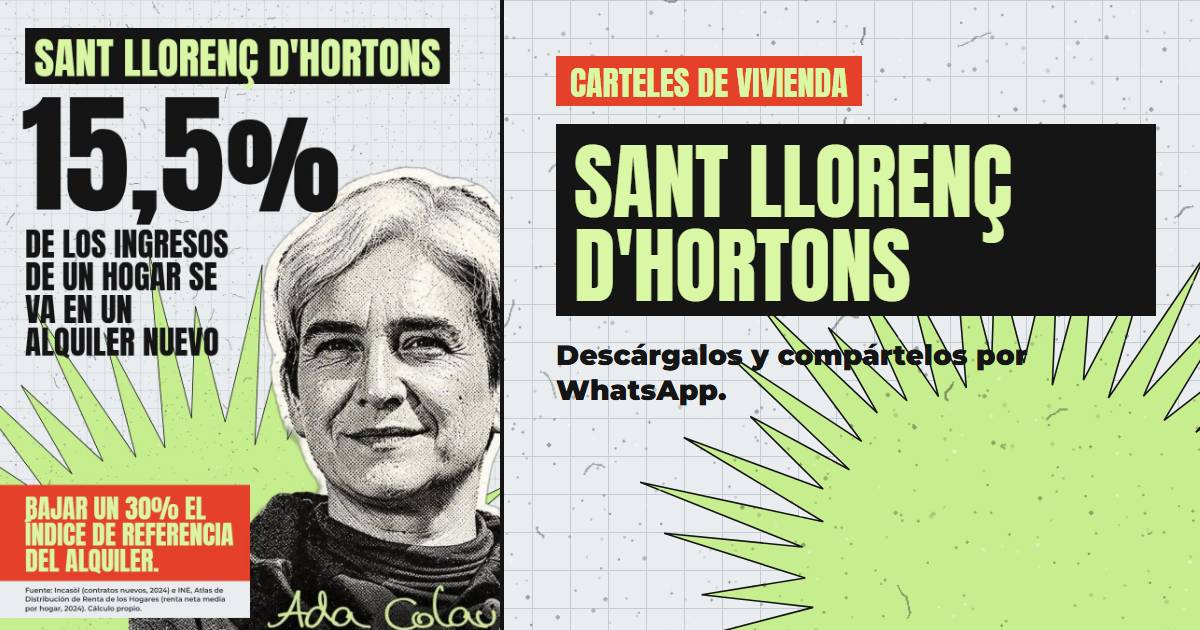 SANT LLORENÇ D'HORTONS
15,5%
DE LOS INGRESOS
DE UN HOGAR SE
VA EN UN
ALQUILER NUEVO
BAJAR UN 30% EL
ÍNDICE DE REFERENCIA
DEL ALQUILER.
Fuente: Incasòl (contratos nuevos, 2024) e INE, Atlas de
Distribución de Renta de los Hogares (renta neta media
por hogar, 2024). Cálculo propio.
Ada Colau
CARTELES DE VIVIENDA
SANT LLORENÇ
D'HORTONS
Descárgalos y compártelos por
WhatsApp.